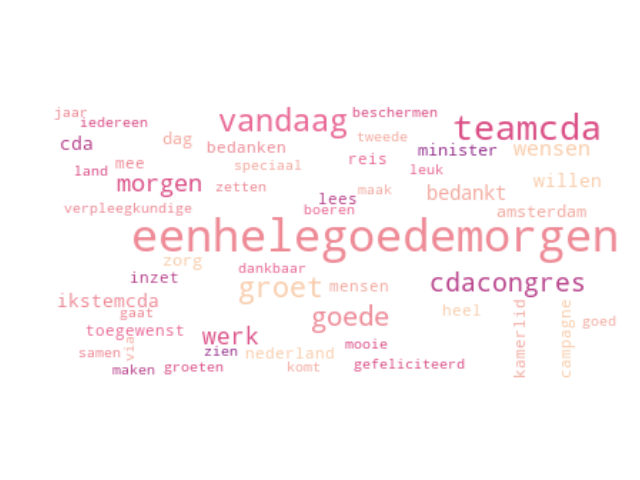 jaar
iedereen
vandaag
beschermen
teamcda
cda
dag
bedanken
tweede
minister
wensen
land
mee
speciaal
reis
leuk
morgen
zetten
maak
bedankt
willen
verpleegkundige
lees
boeren
amsterdam
eenhelegoedemorgen
zorg
dankbaar
inzet
groet
mensen
cdacongres
ikstemcda
gaat
goede
heel
kamerlid
campagne
goed
toegewenst
werk
mooie
samen
via
zien
nederland
maken
groeten
komt
gefeliciteerd